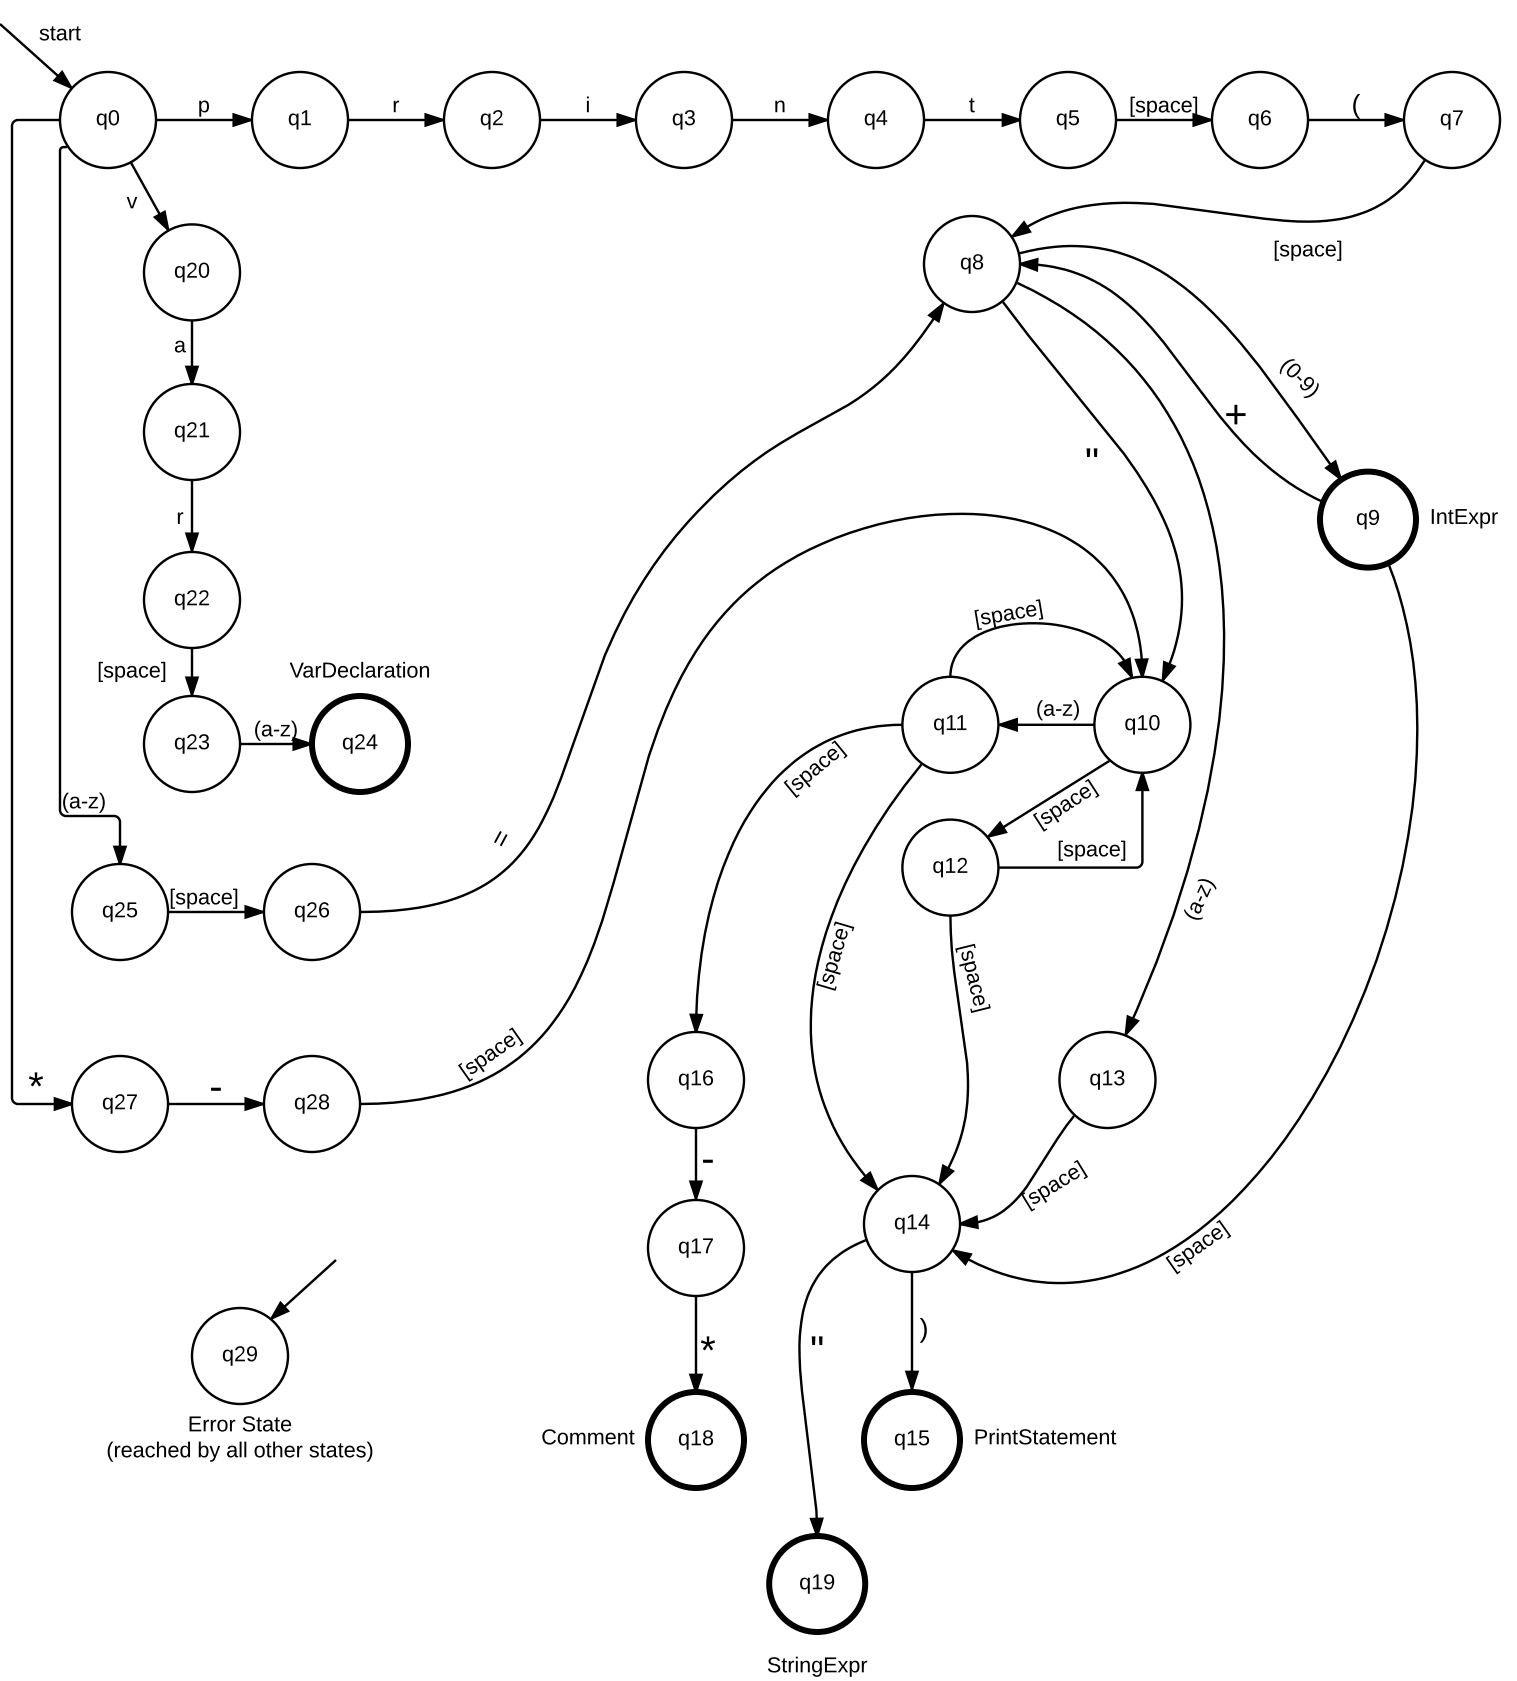 start
q0
p
q1
r
q2
i
q3
n
q4
t
q5
[space]
q6
(
q7
v
[space]
q8
q20
a
(0-9)
+
q21
"
r
q9
IntExpr
q22
[space]
[space]
VarDeclaration
q23
(a-z)
q24
q11
(a-z)
q10
[space]
[space]
(a-z)
=
[space]
q12
q25
[space]
q26
(a-z)
[space]
[space]
[space]
*
q27
-
q28
q16
q13
-
[space]
q14
[space]
q17
)
"
*
q29
Error State
(reached by all other states)
Comment
q18
q15
PrintStatement
q19
StringExpr